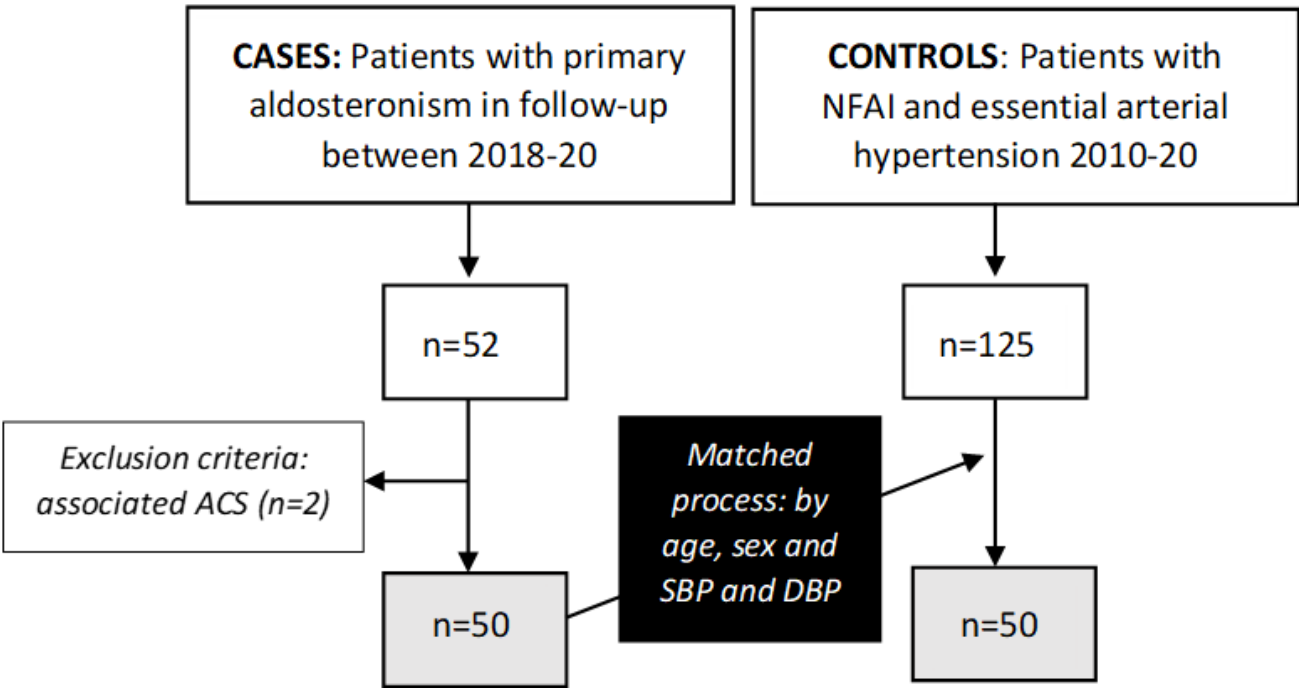 CASES: Patients with primary
aldosteronism in follow-up
between 2018-20
CONTROLS: Patients with
NFAI and essential arterial
hypertension 2010-20
n=52
n=125
Exclusion criteria:
associated ACS (n=2)
Matched
process: by
age, sex and
SBP and DBP
n=50
n=50